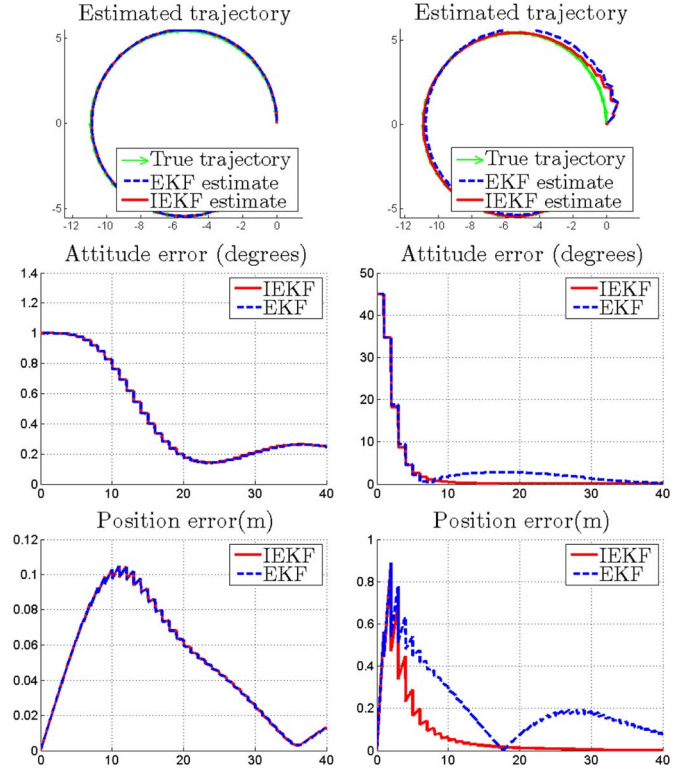 Estimated trajectory
5
0
-5
-12 -10 -8 -6 -4 -2 0
True trajectory
EKF estimate
IEKF estimate
Estimated trajectory
5
0
-5
-12 -10 -8 -6 -4 -2 0
True trajectory
EKF estimate
IEKF estimate
Attitude error (degrees)
1.4
1.2
1
0.8
0.6
0.4
0.2
0
0 10 20 30 40
IEKF
EKF
Attitude error (degrees)
50
40
30
20
10
0
0 10 20 30 40
IEKF
EKF
Position error(m)
0.12
0.1
0.08
0.06
0.04
0.02
0
0 10 20 30 40
IEKF
EKF
Position error(m)
1
0.8
0.6
0.4
0.2
0
0 10 20 30 40
IEKF
EKF